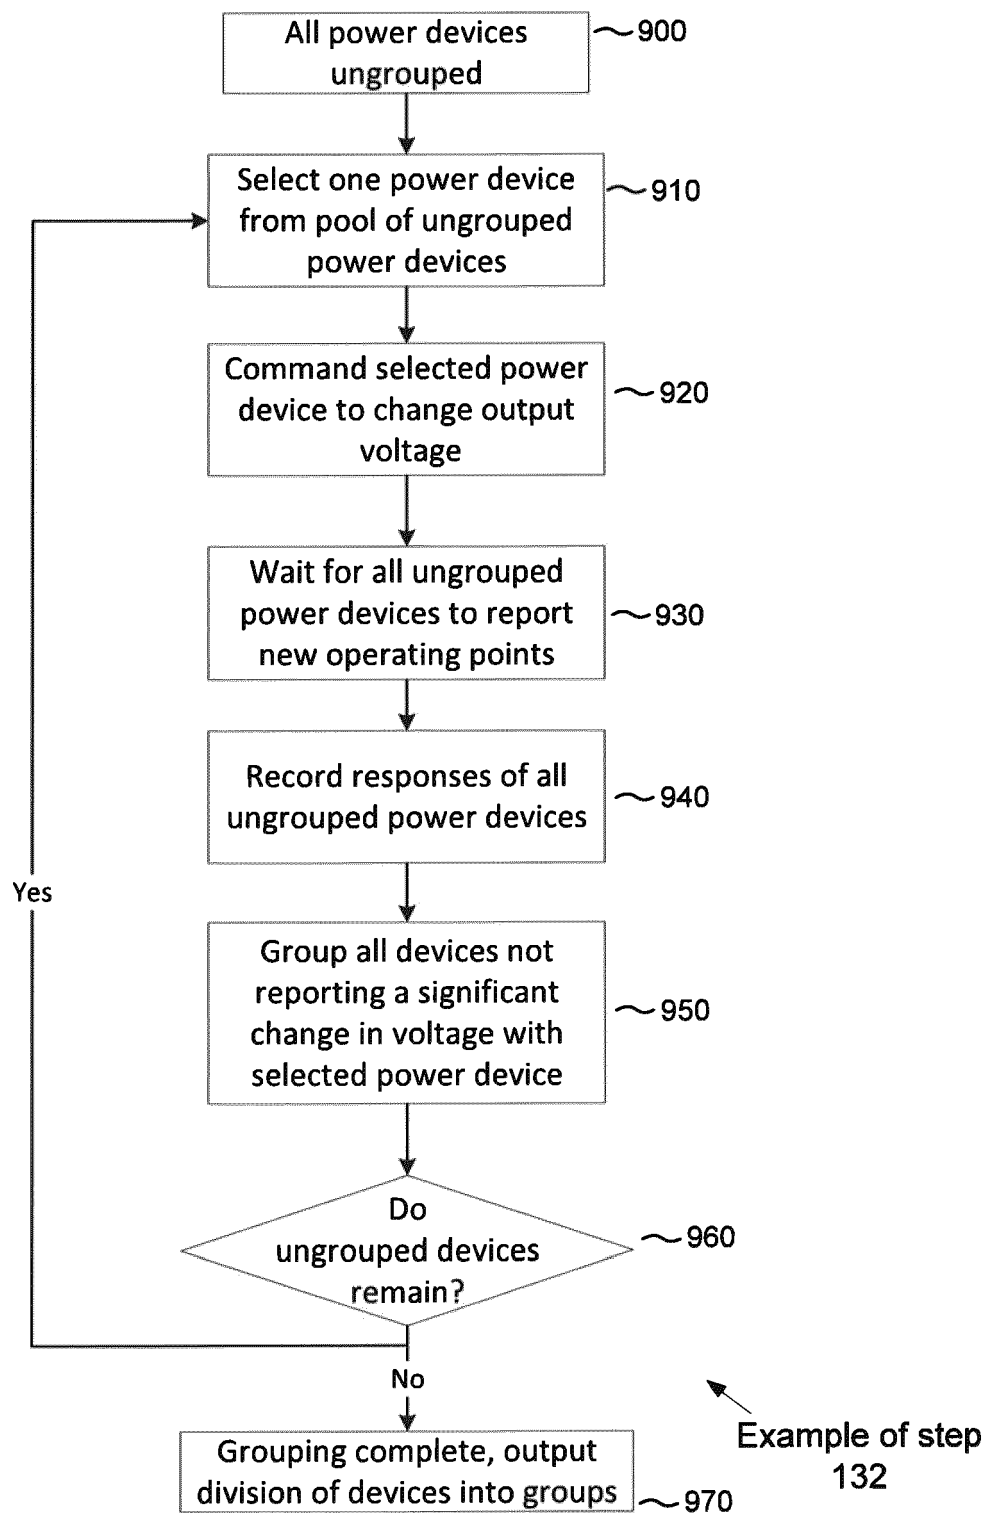 All power devices
ungrouped
900
Select one power device
from pool of ungrouped
power devices
910
Command selected power
device to change output
voltage
920
Wait for all ungrouped
power devices to report
new operating points
930
Record responses of all
ungrouped power devices
940
Yes
Group all devices not
reporting a significant
change in voltage with
selected power device
950
Do
ungrouped devices
remain?
960
No
Grouping complete, output
division of devices into groups
970
Example of step
132